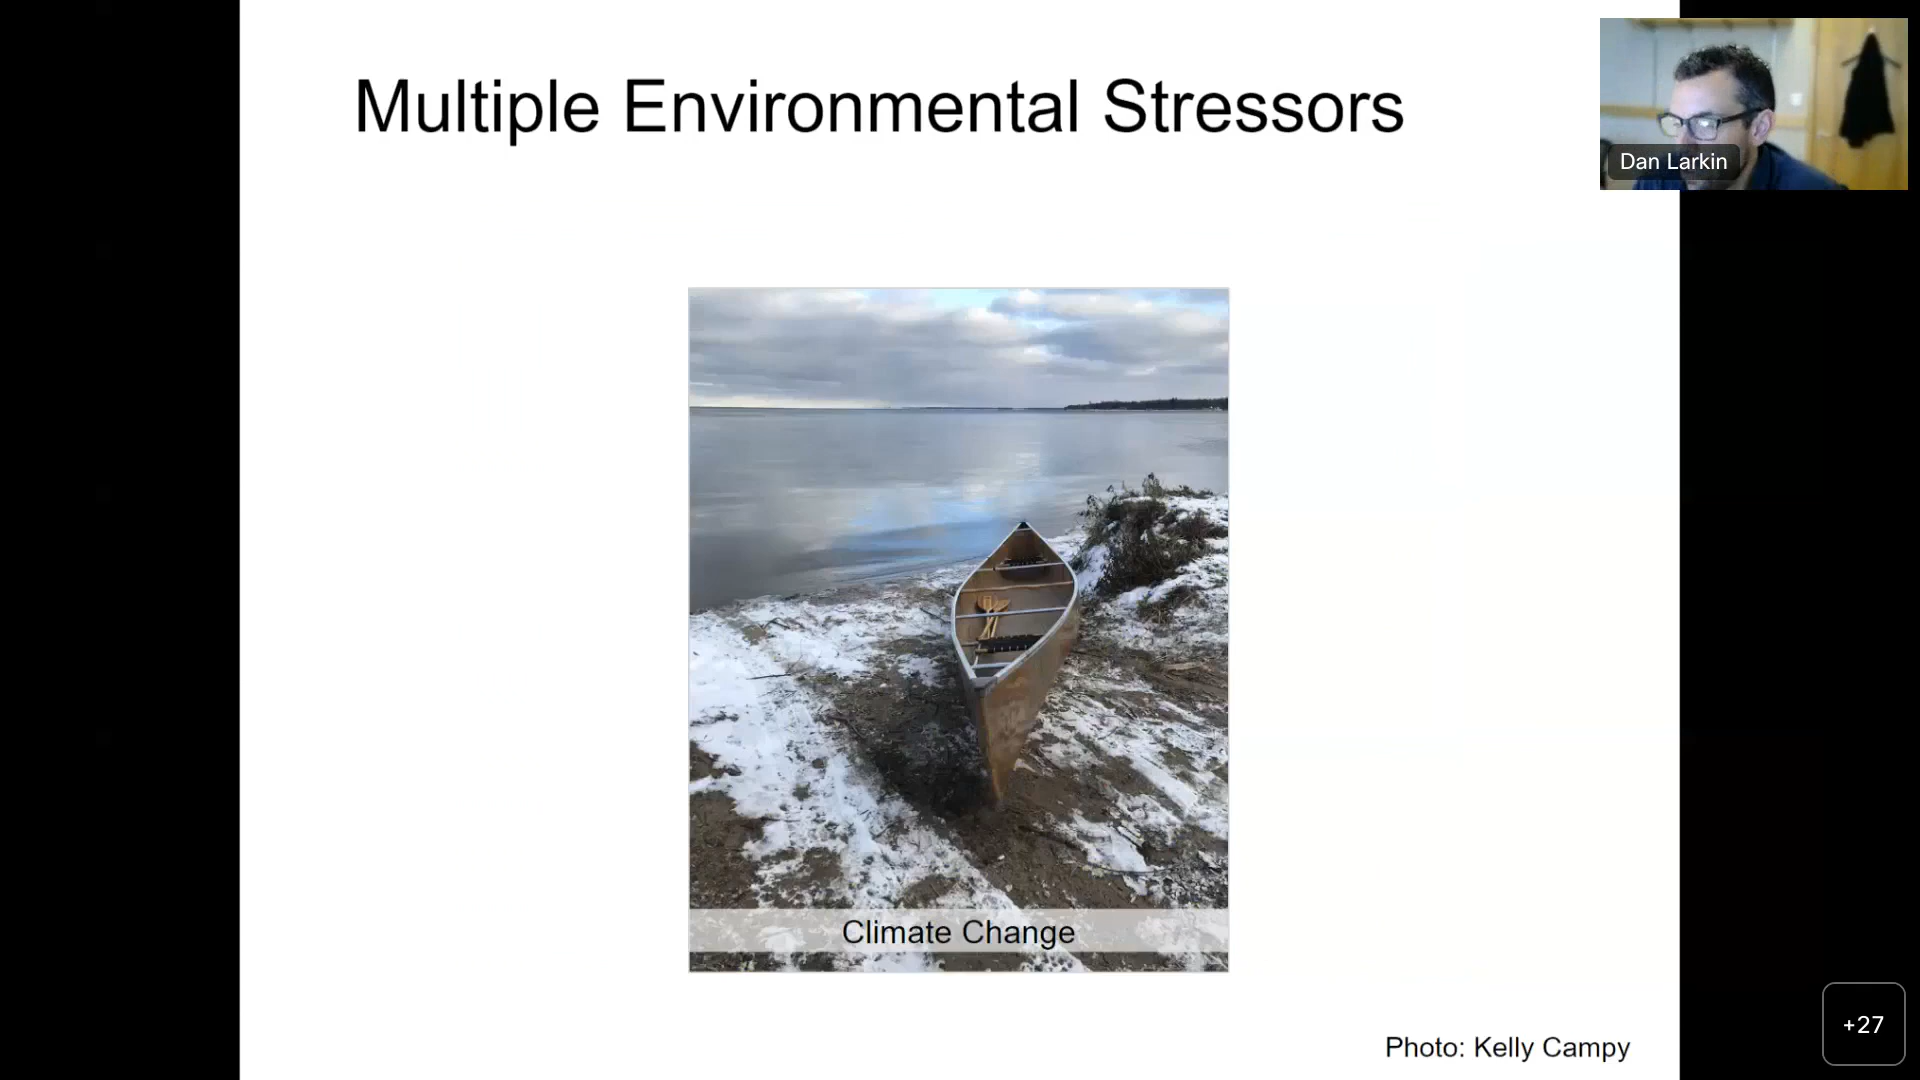 Multiple Environmental Stressors
Dan Larkin
Climate Change
+27
Photo: Kelly Campy